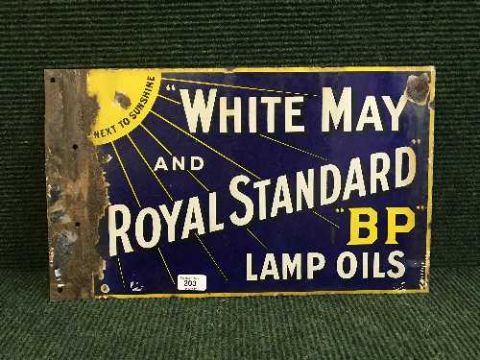 NEXT TO SUNSHINE
"WHITE MAY"
AND
ROYAL STANDARD"
"BP"
LAMP OILS
203